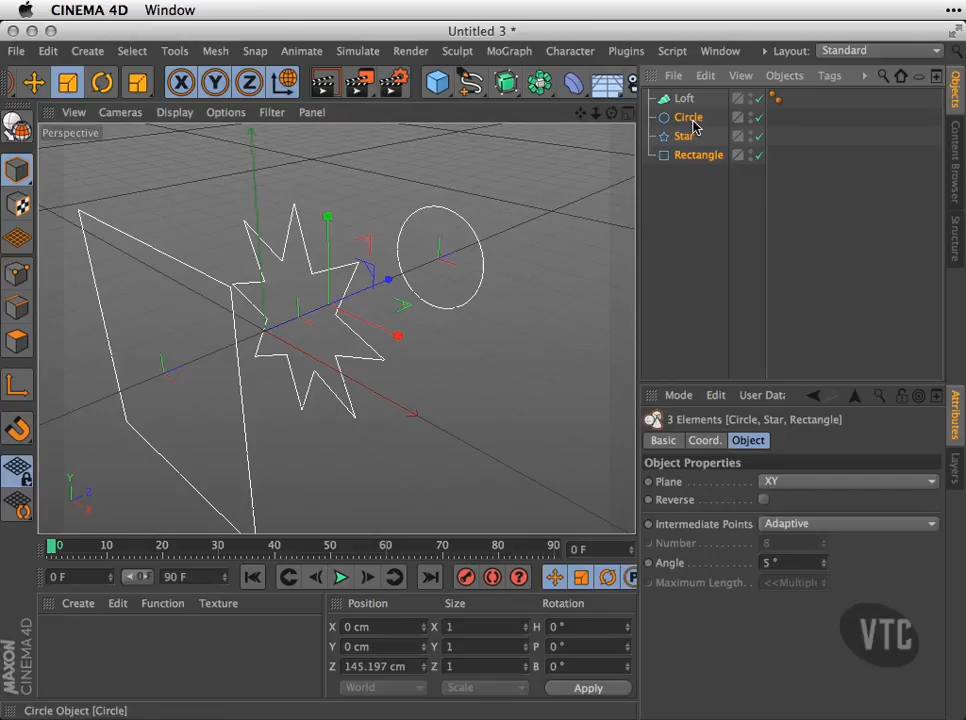 CINEMA 4D Window
Untitled 3 *
File Edit Create Select Tools Mesh Snap Animate Simulate Render Sculpt MoGraph Character Plugins Script Window Layout: Standard
X Y Z
File Edit View Objects Tags
View Cameras Display Options Filter Panel
Perspective
Loft
Circle
Star
Rectangle
Objects
Content Browser
Structure
Mode Edit User Data
3 Elements [Circle, Star, Rectangle]
Basic Coord. Object
Object Properties
Plane XY
Reverse
Intermediate Points Adaptive
Number 8
Angle 5 °
Maximum Length. <<Multiple
Attributes
Layers
Y Z X
0 10 20 30 40 50 60 70 80 90 0 F
0 F 90 F
Create Edit Function Texture
Position Size Rotation
X 0 cm X 1 H 0 °
Y 0 cm Y 1 P 0 °
Z 145.197 cm Z 1 B 0 °
World Scale Apply
MAXON
CINEMA 4D
VTC
Circle Object [Circle]